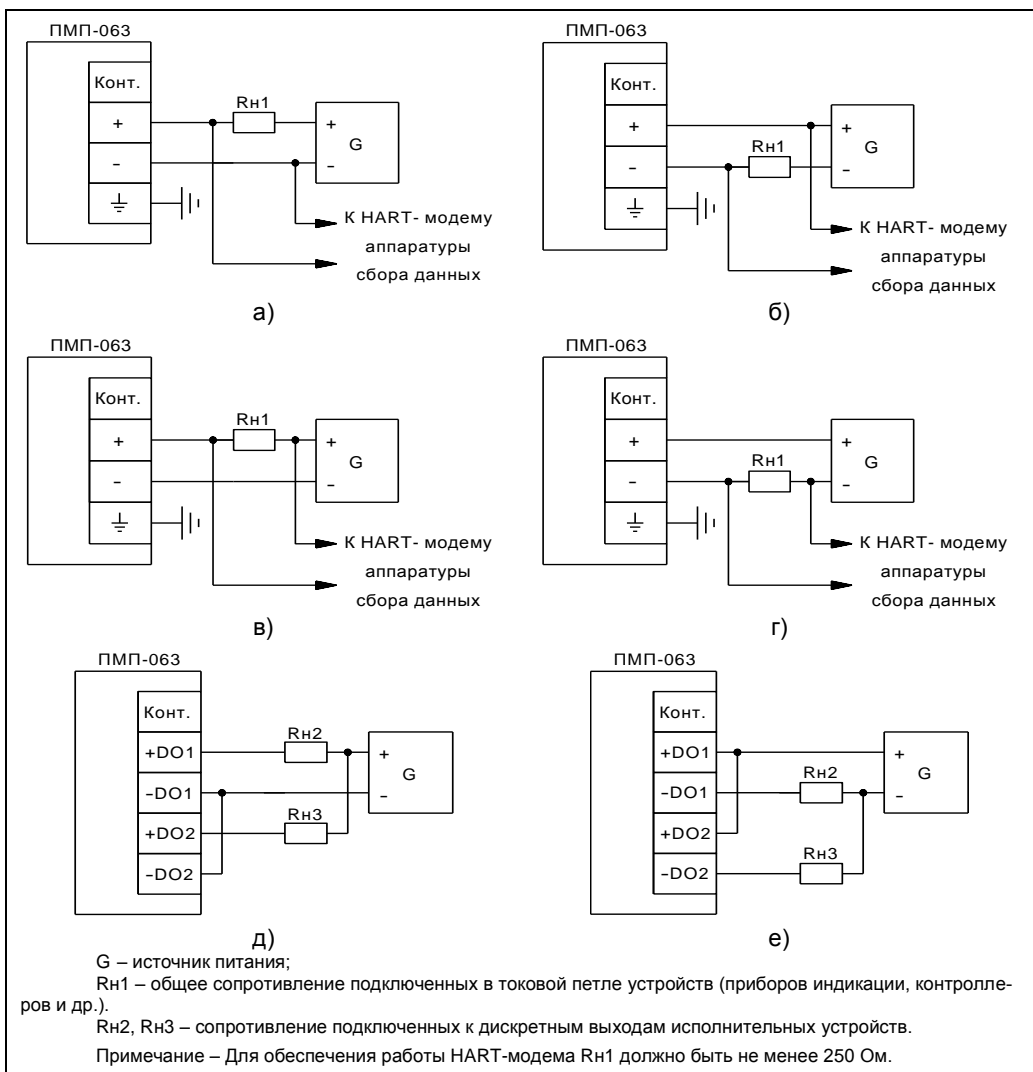 ПМП-063
Конт.
+
–
Rн1
+
G
–
К HART- модему
аппаратуры
сбора данных
а)
ПМП-063
Конт.
+
–
Rн1
+
G
–
К HART- модему
аппаратуры
сбора данных
б)
ПМП-063
Конт.
+
–
Rн1
+
G
–
К HART- модему
аппаратуры
сбора данных
в)
ПМП-063
Конт.
+
–
Rн1
+
G
–
К HART- модему
аппаратуры
сбора данных
г)
ПМП-063
Конт.
+DO1
–DO1
+DO2
–DO2
Rн2
Rн3
+
G
–
д)
ПМП-063
Конт.
+DO1
–DO1
+DO2
–DO2
Rн2
Rн3
+
G
–
е)
G – источник питания;
Rн1 – общее сопротивление подключенных в токовой петле устройств (приборов индикации, контролле-
ров и др.).
Rн2, Rн3 – сопротивление подключенных к дискретным выходам исполнительных устройств.
Примечание – Для обеспечения работы HART-модема Rн1 должно быть не менее 250 Ом.